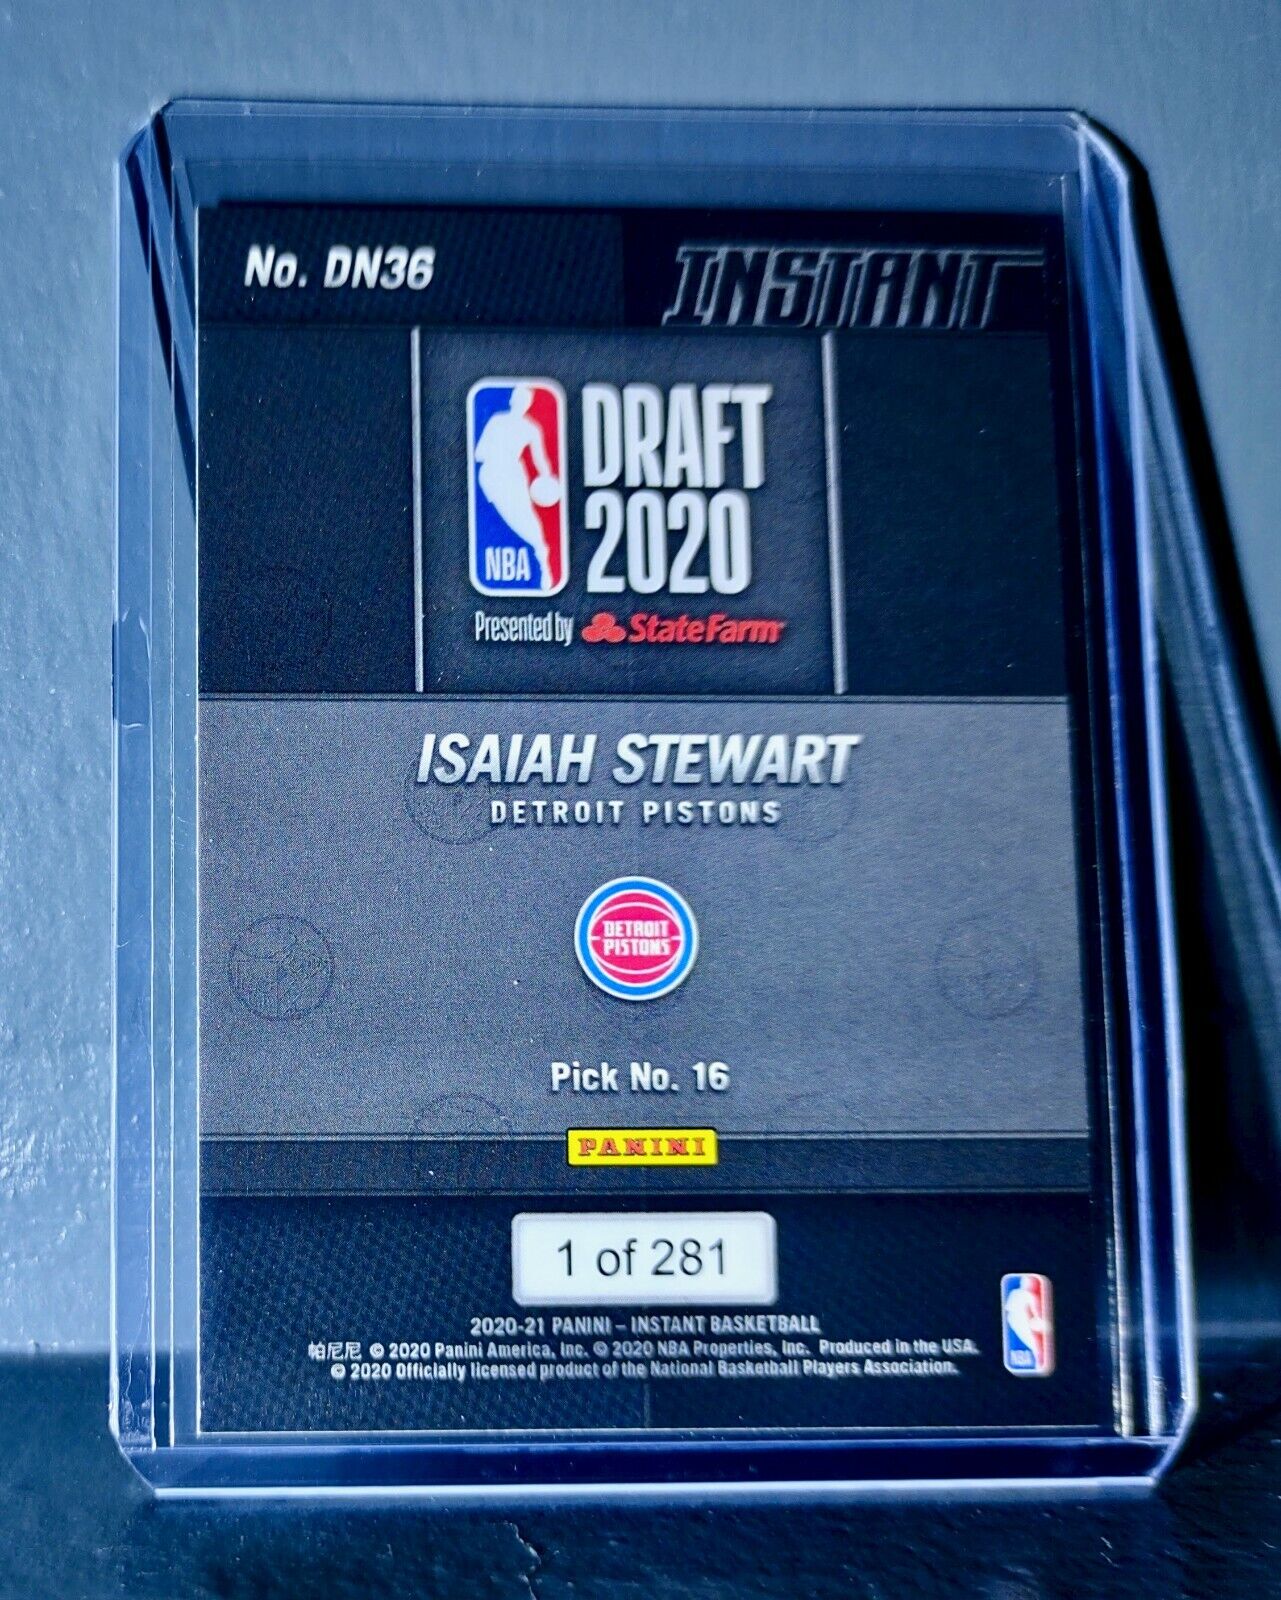 No. DN36
INSTANT
DRAFT
2020
NBA
Presented by StateFarm
ISAIAH STEWART
DETROIT PISTONS
DETROIT
PISTONS
Pick No. 16
PANINI
1 of 281
2020-21 PANINI – INSTANT BASKETBALL
帕尼尼 © 2020 Panini America, Inc. © 2020 NBA Properties, Inc. Produced in the USA.
© 2020 Officially licensed product of the National Basketball Players Association.
NBA